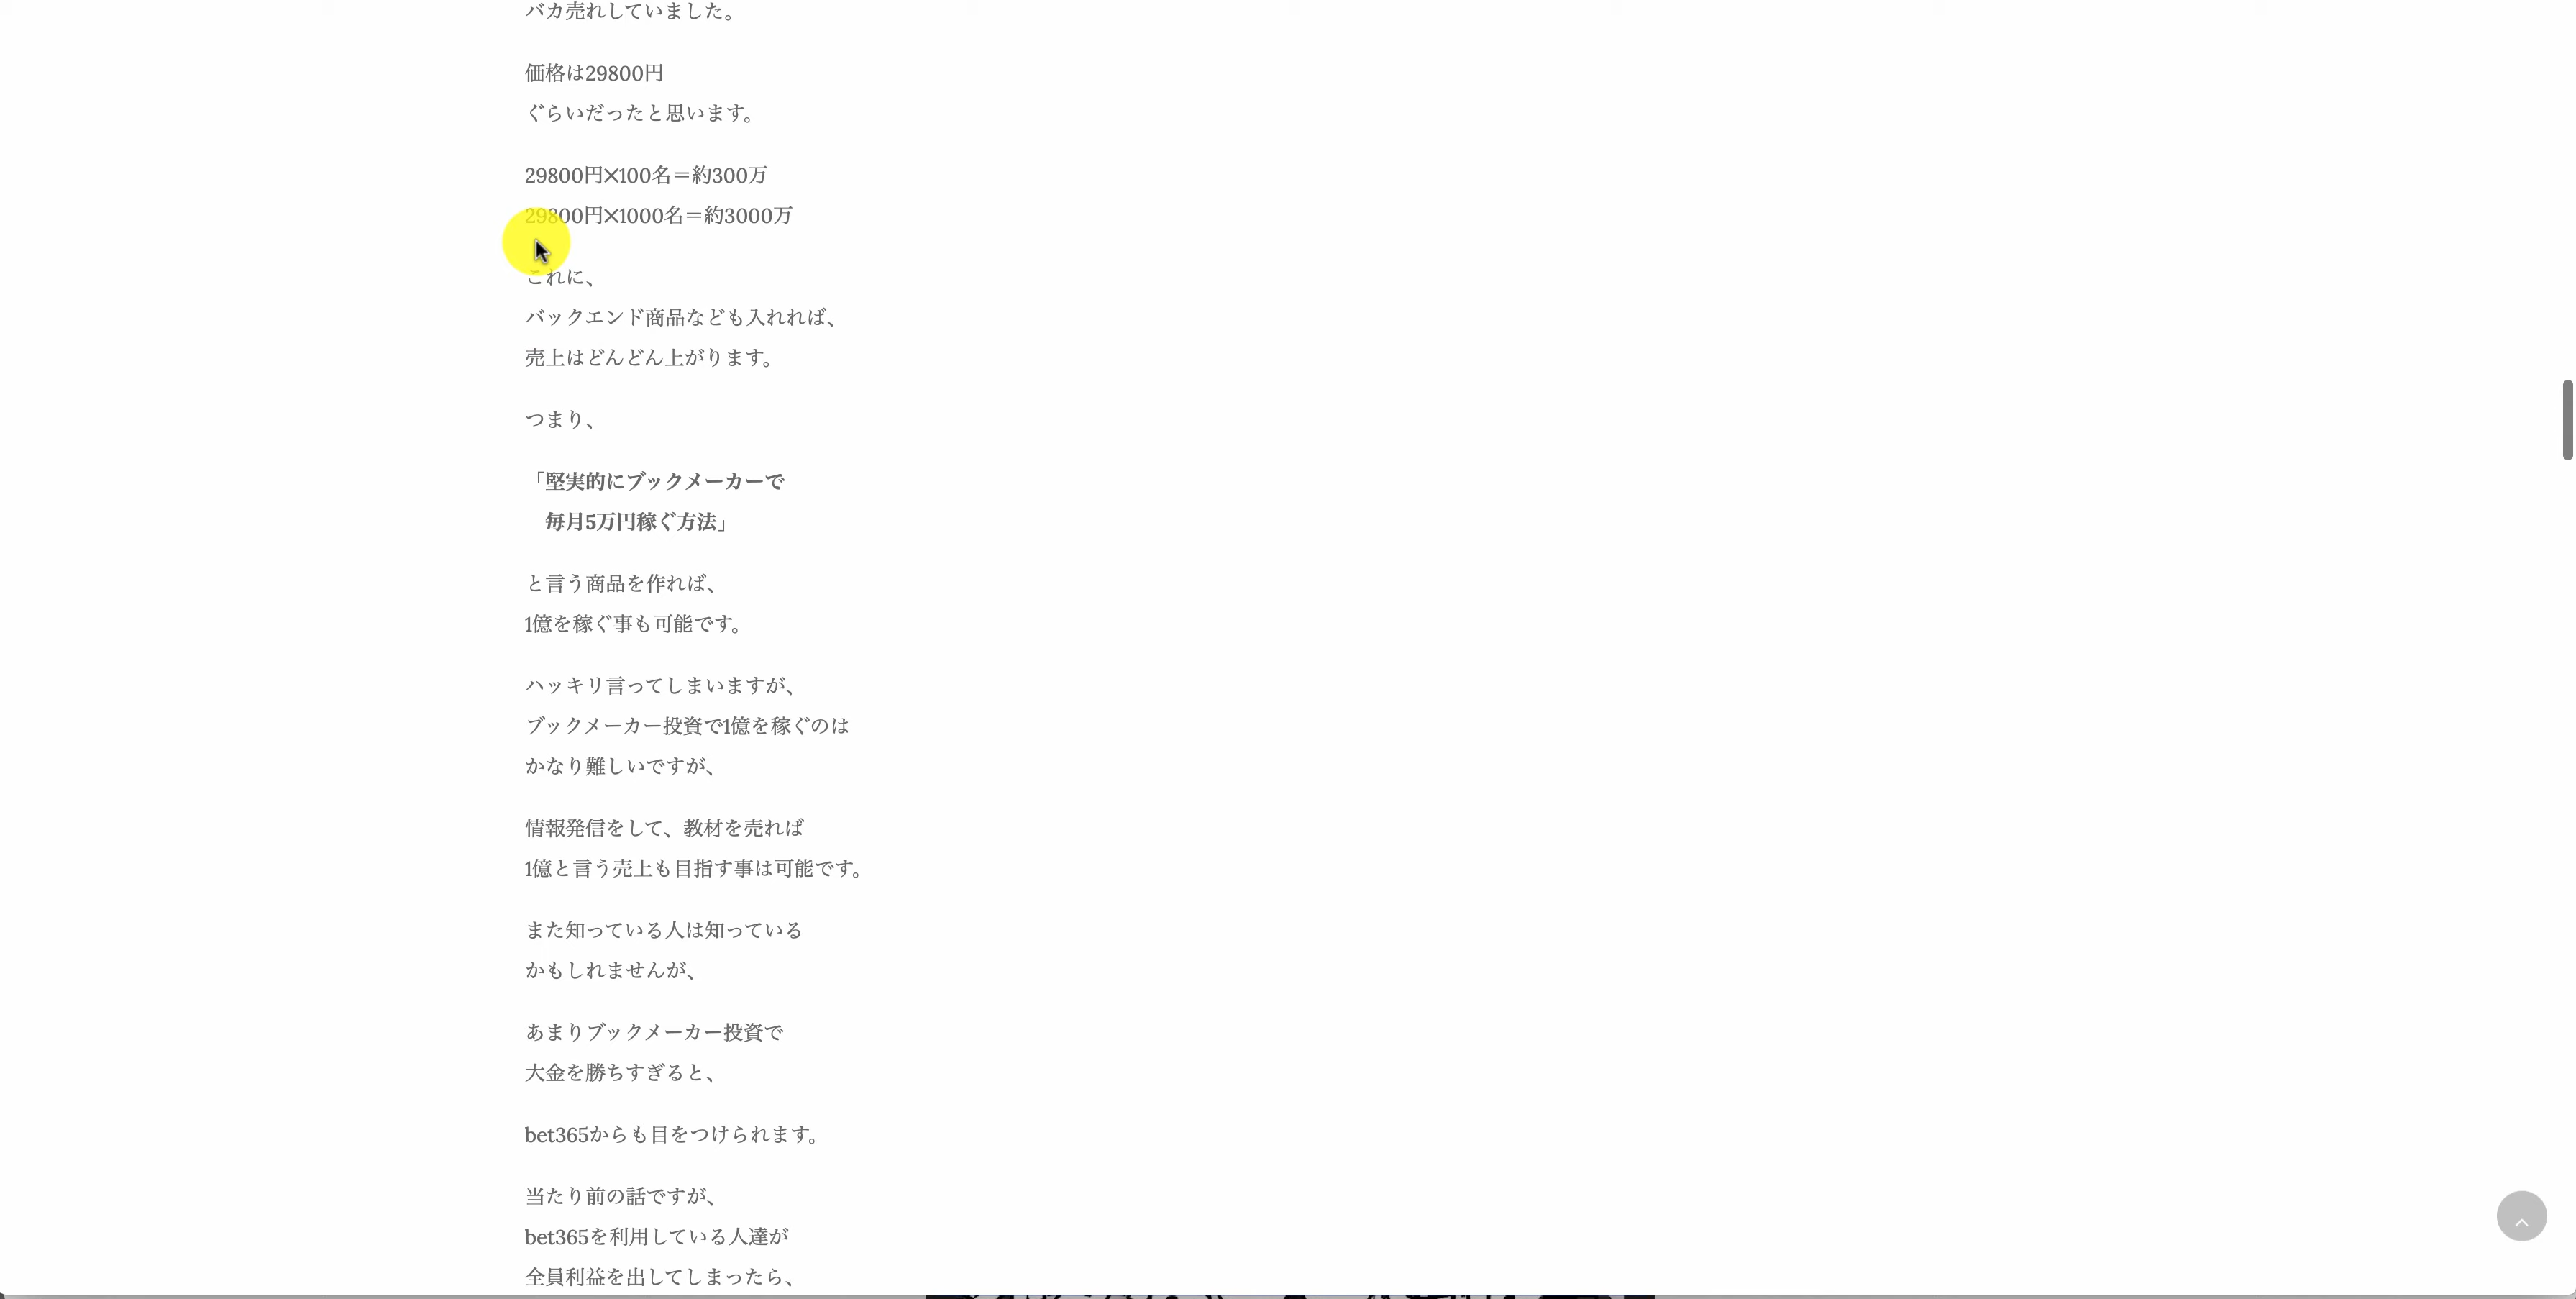 バカ売れしていました。
価格は29800円
ぐらいだったと思います。
29800円✕100名＝約300万
29800円✕1000名＝約3000万
これに、
バックエンド商品なども入れれば、
売上はどんどん上がります。
つまり、
「堅実的にブックメーカーで
毎月5万円稼ぐ方法」
と言う商品を作れば、
1億を稼ぐ事も可能です。
ハッキリ言ってしまいますが、
ブックメーカー投資で1億を稼ぐのは
かなり難しいですが、
情報発信をして、教材を売れば
1億と言う売上も目指す事は可能です。
また知っている人は知っている
かもしれませんが、
あまりブックメーカー投資で
大金を勝ちすぎると、
bet365からも目をつけられます。
当たり前の話ですが、
bet365を利用している人達が
全員利益を出してしまったら、